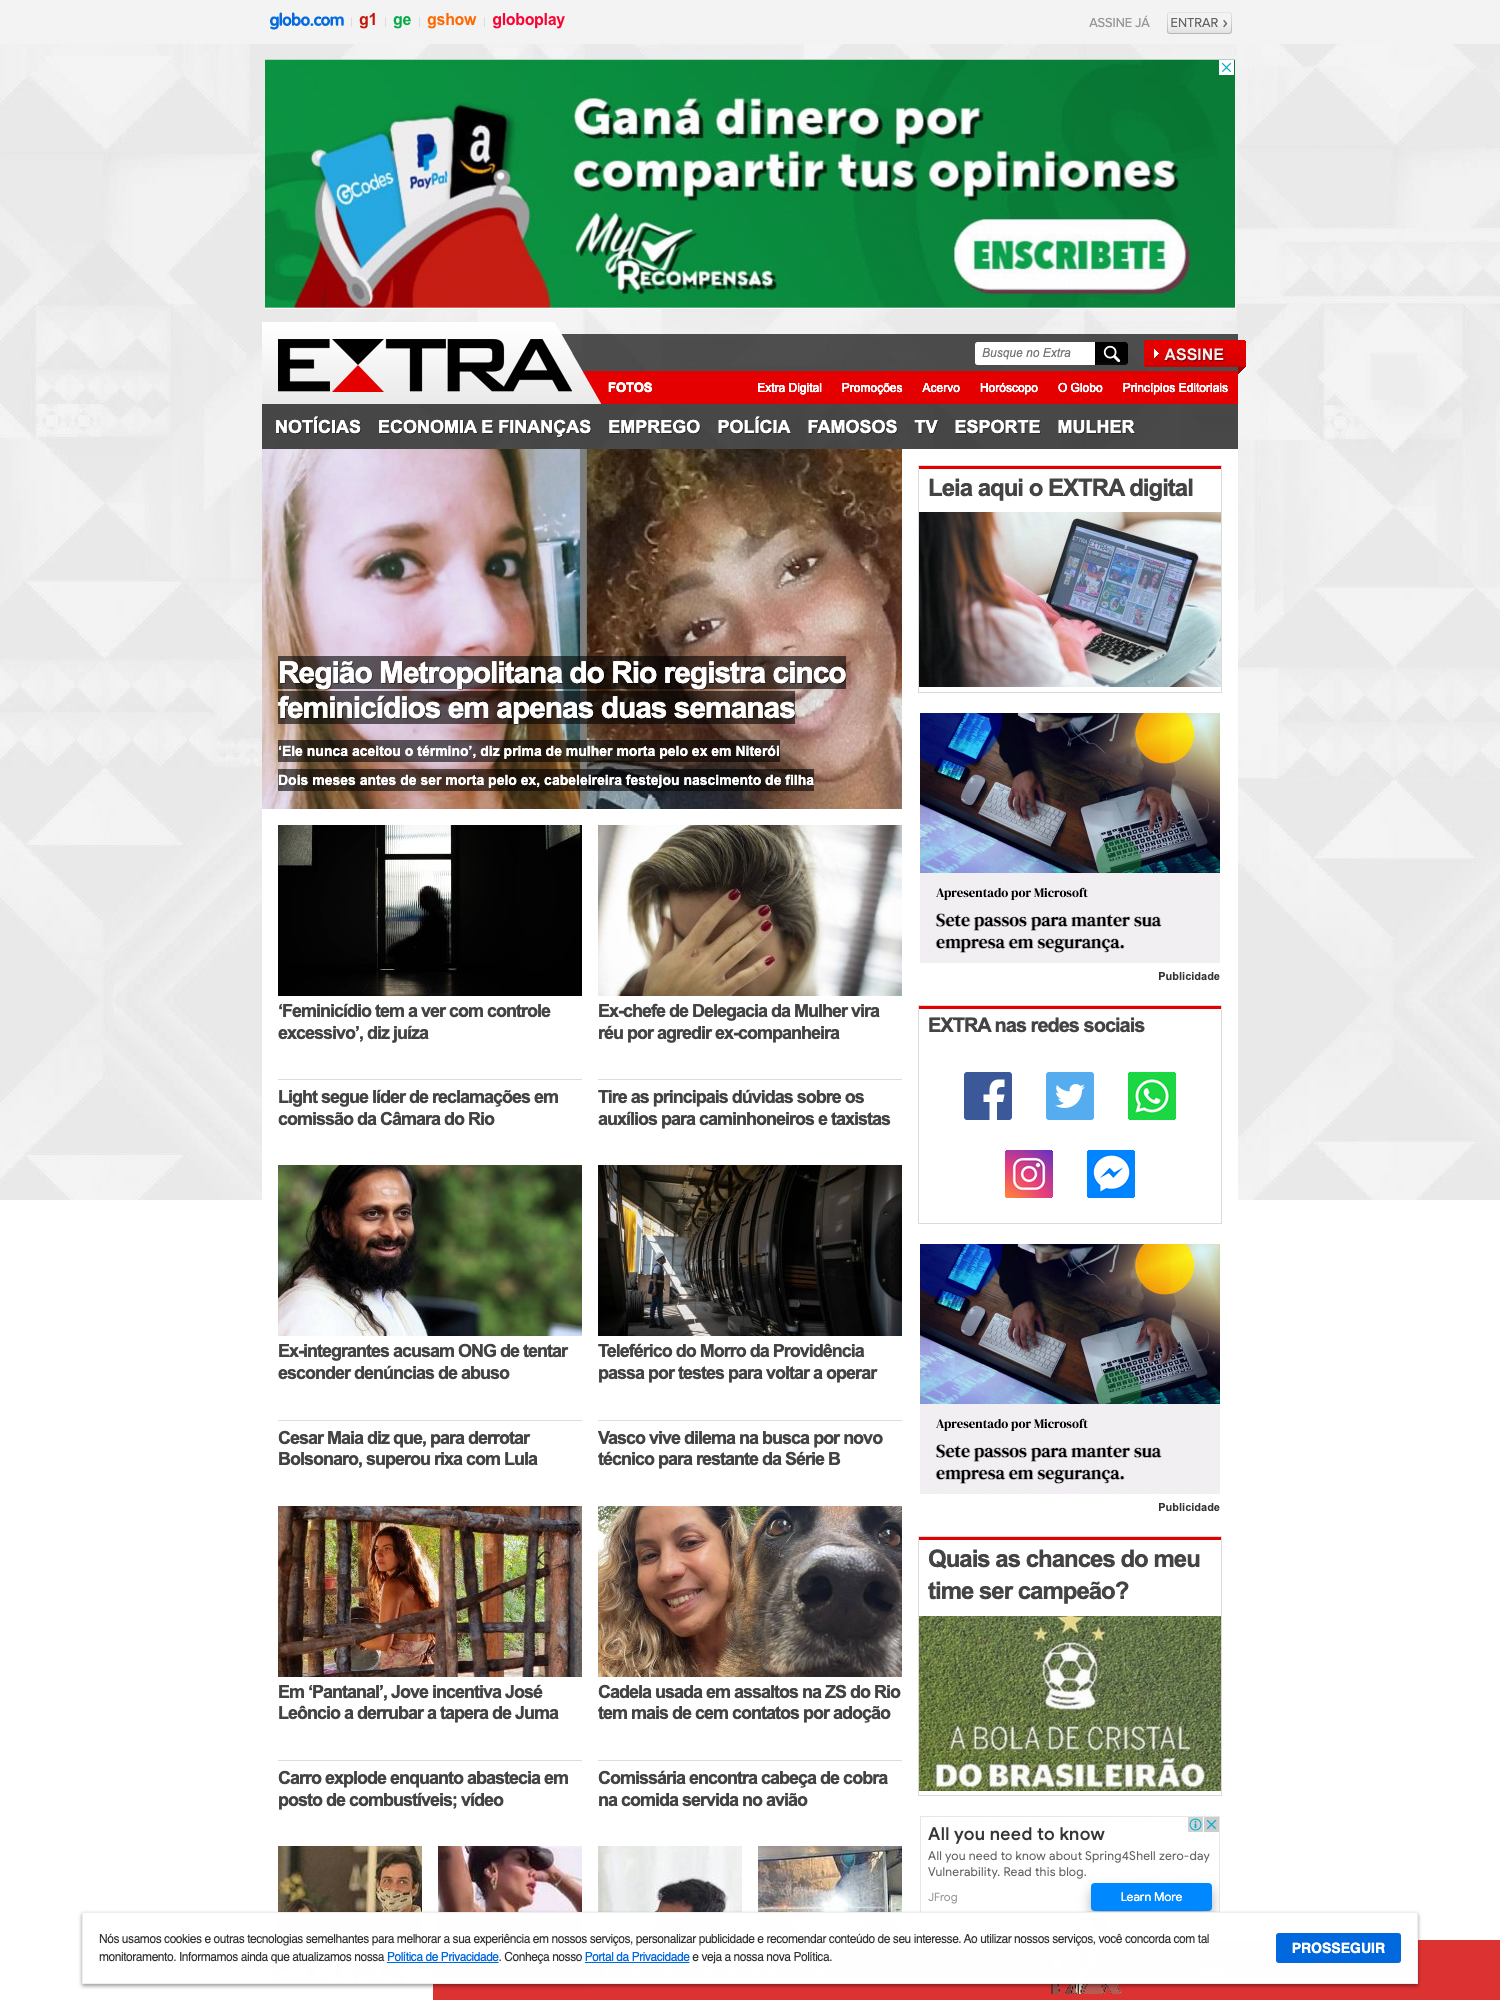 globo.com
g1
ge
gshow
globoplay
ASSINE JÁ
ENTRAR ›
Ganá dinero por
compartir tus opiniones
GCodes
PayPal
a
My
RECOMPENSAS
ENSCRIBETE
EXTRA
Busque no Extra
ASSINE
FOTOS
Extra Digital
Promoções
Acervo
Horóscopo
O Globo
Princípios Editoriais
NOTÍCIAS
ECONOMIA E FINANÇAS
EMPREGO
POLÍCIA
FAMOSOS
TV
ESPORTE
MULHER
Região Metropolitana do Rio registra cinco
feminicídios em apenas duas semanas
‘Ele nunca aceitou o término’, diz prima de mulher morta pelo ex em Niterói
Dois meses antes de ser morta pelo ex, cabeleireira festejou nascimento de filha
‘Feminicídio tem a ver com controle
excessivo’, diz juíza
Ex-chefe de Delegacia da Mulher vira
réu por agredir ex-companheira
Light segue líder de reclamações em
comissão da Câmara do Rio
Tire as principais dúvidas sobre os
auxílios para caminhoneiros e taxistas
Ex-integrantes acusam ONG de tentar
esconder denúncias de abuso
Teleférico do Morro da Providência
passa por testes para voltar a operar
Cesar Maia diz que, para derrotar
Bolsonaro, superou rixa com Lula
Vasco vive dilema na busca por novo
técnico para restante da Série B
Em ‘Pantanal’, Jove incentiva José
Leôncio a derrubar a tapera de Juma
Cadela usada em assaltos na ZS do Rio
tem mais de cem contatos por adoção
Carro explode enquanto abastecia em
posto de combustíveis; vídeo
Comissária encontra cabeça de cobra
na comida servida no avião
Leia aqui o EXTRA digital
Apresentado por Microsoft
Sete passos para manter sua
empresa em segurança.
Publicidade
EXTRA nas redes sociais
Apresentado por Microsoft
Sete passos para manter sua
empresa em segurança.
Publicidade
Quais as chances do meu
time ser campeão?
A BOLA DE CRISTAL
DO BRASILEIRÃO
All you need to know
All you need to know about Spring4Shell zero-day
Vulnerability. Read this blog.
JFrog
Learn More
Nós usamos cookies e outras tecnologias semelhantes para melhorar a sua experiência em nossos serviços, personalizar publicidade e recomendar conteúdo de seu interesse. Ao utilizar nossos serviços, você concorda com tal
monitoramento. Informamos ainda que atualizamos nossa Política de Privacidade. Conheça nosso Portal da Privacidade e veja a nossa nova Política.
PROSSEGUIR